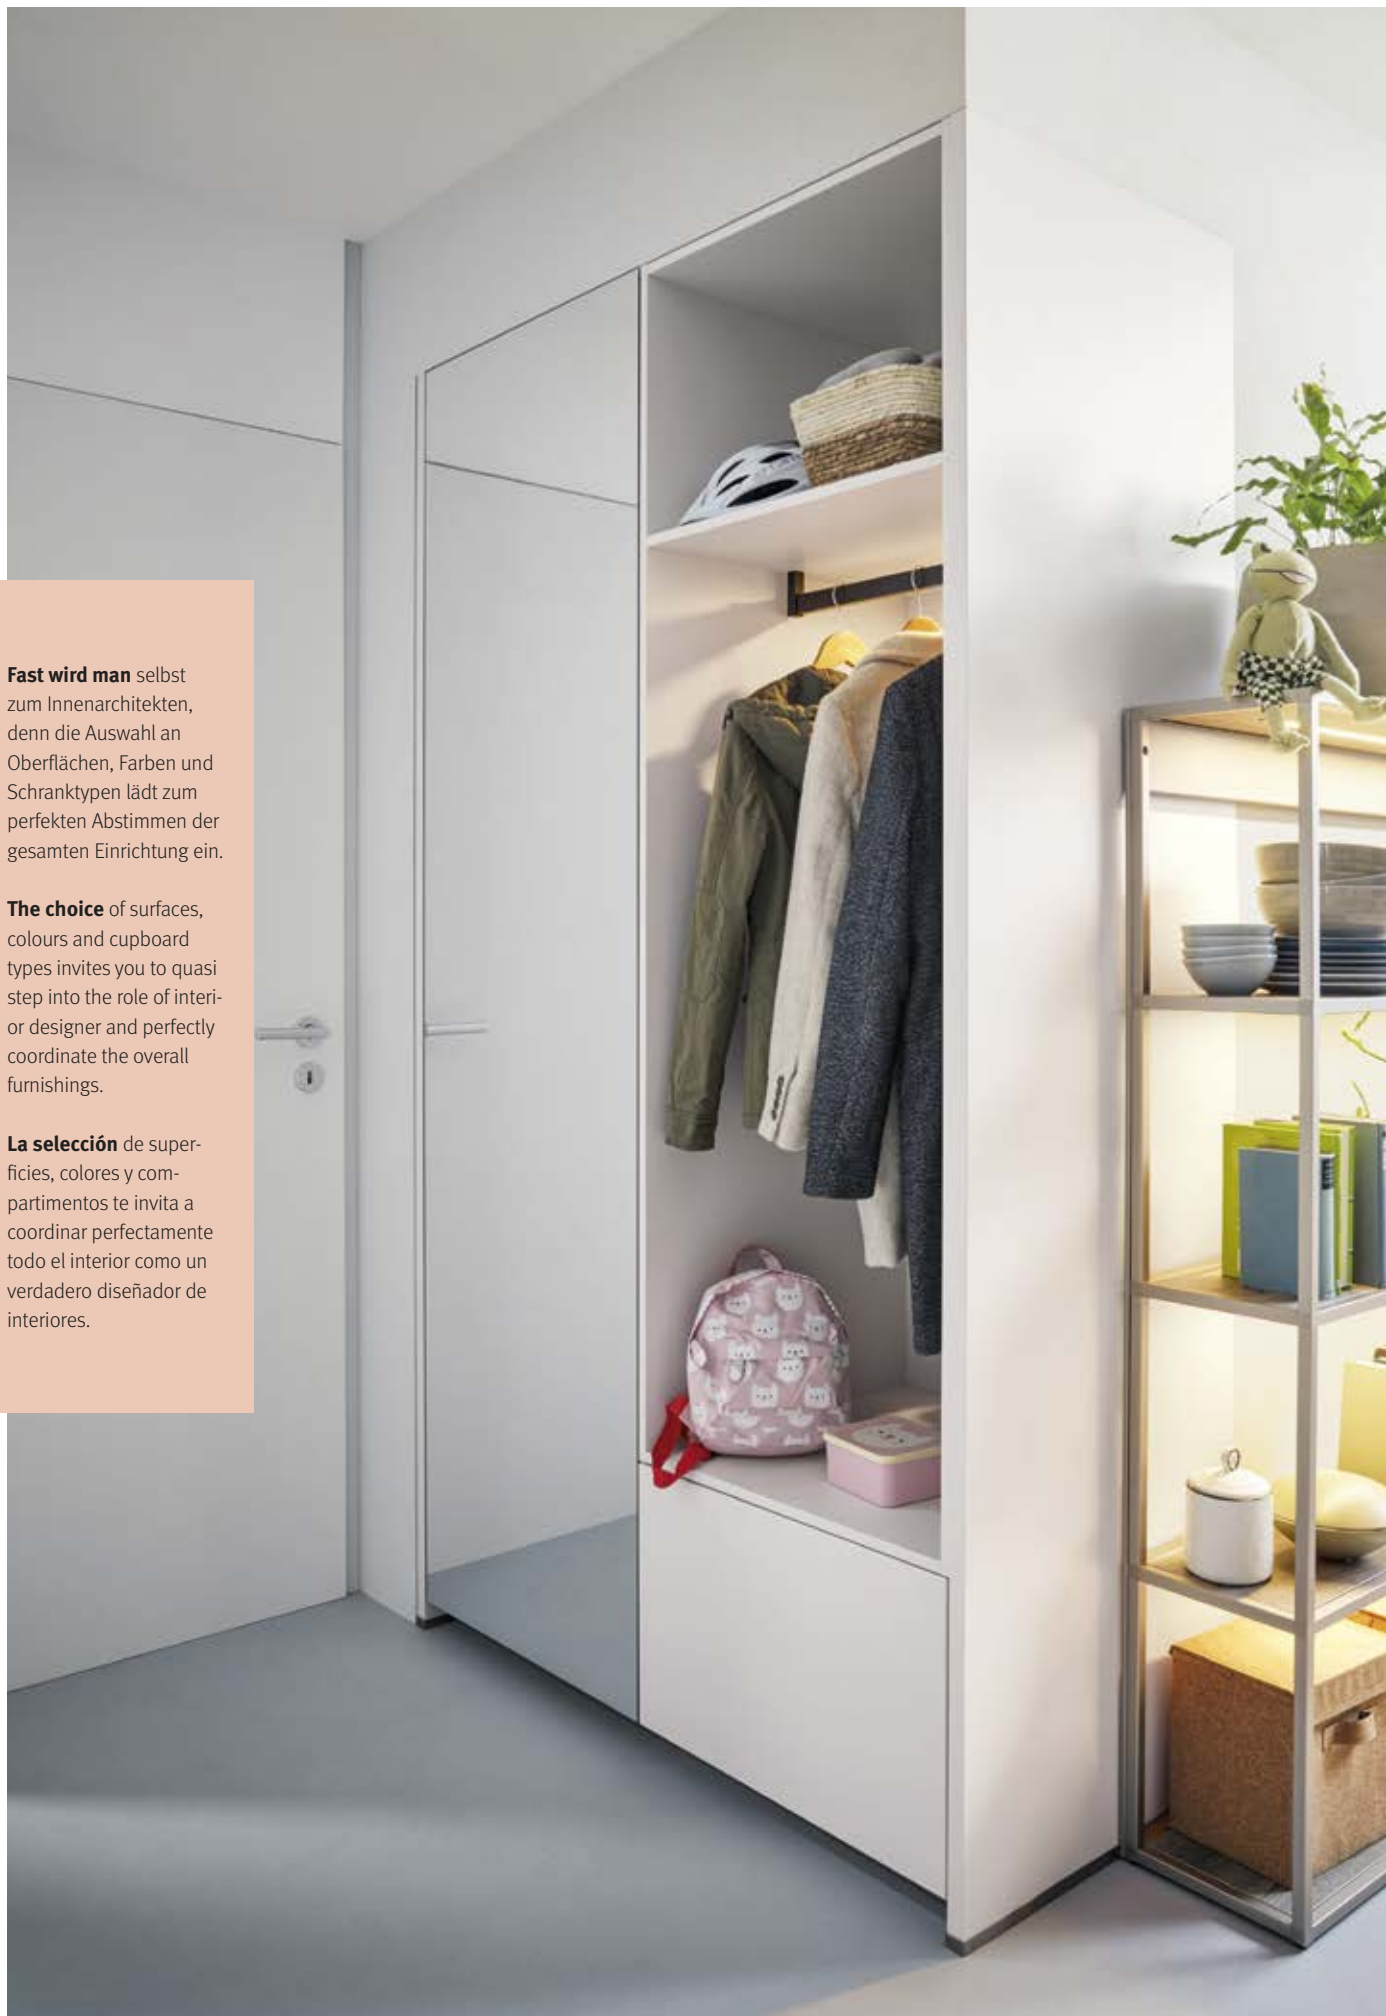 Fast wird man selbst
zum Innenarchitekten,
denn die Auswahl an
Oberflächen, Farben und
Schranktypen lädt zum
perfekten Abstimmen der
gesamten Einrichtung ein.
The choice of surfaces,
colours and cupboard
types invites you to quasi
step into the role of interi-
or designer and perfectly
coordinate the overall
furnishings.
La selección de super-
ficies, colores y com-
partimentos te invita a
coordinar perfectamente
todo el interior como un
verdadero diseñador de
interiores.